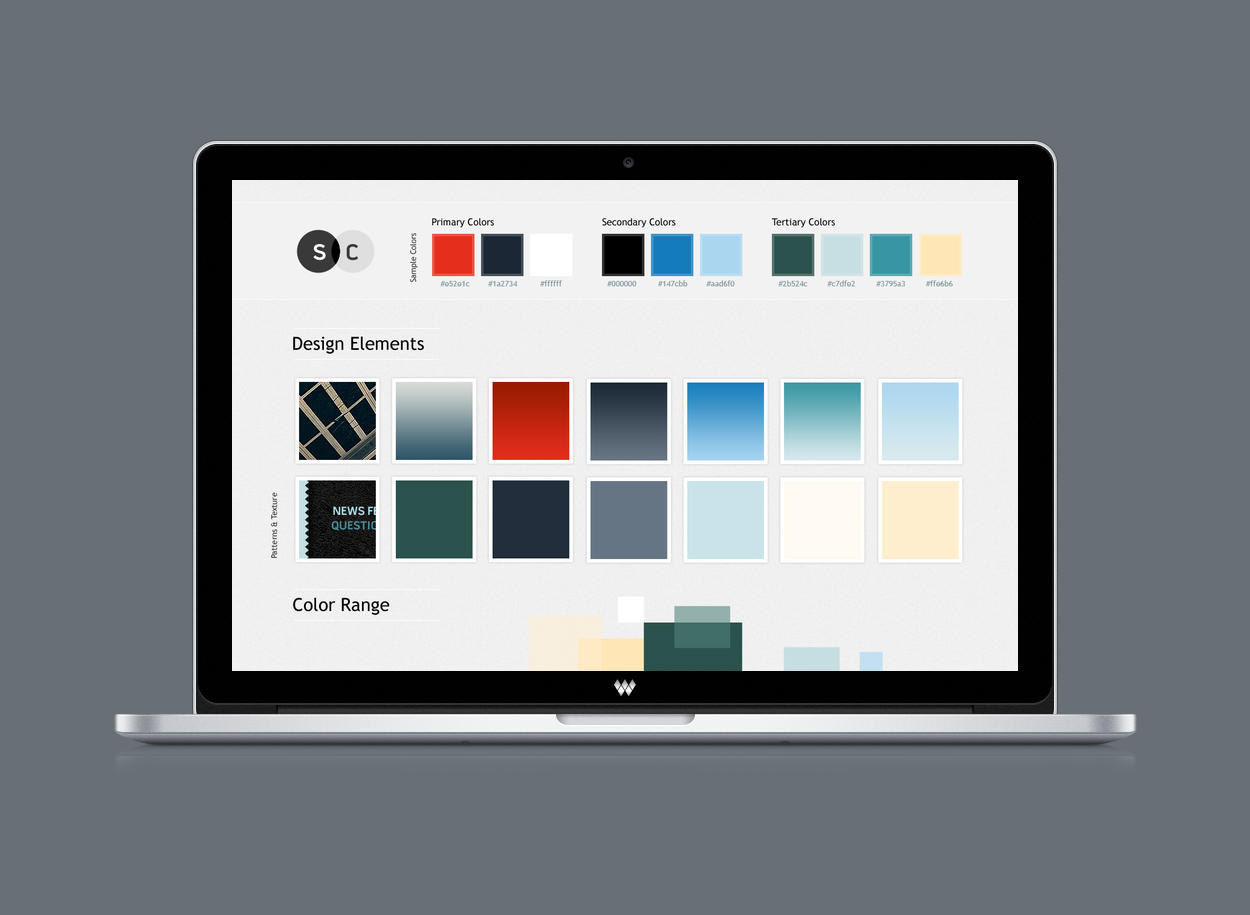 S C
Sample Colors
Primary Colors
#e52e1c #1a2734 #ffffff
Secondary Colors
#000000 #147cbb #aad6f0
Tertiary Colors
#2b524c #c7dfe2 #3795a3 #ffe6b6
Design Elements
Patterns & Texture
NEWS FE
QUESTIO
Color Range